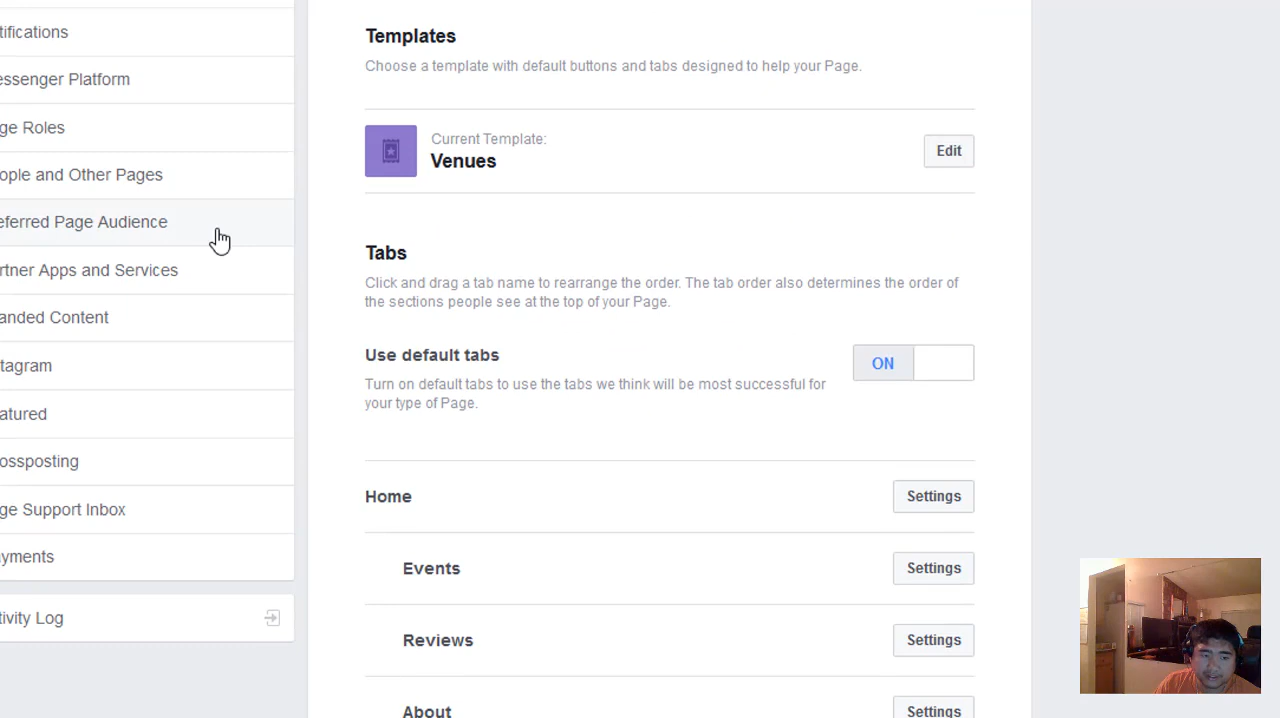 tifications
essenger Platform
ge Roles
ople and Other Pages
eferred Page Audience
rtner Apps and Services
anded Content
tagram
atured
ossposting
ge Support Inbox
yments
tivity Log
Templates
Choose a template with default buttons and tabs designed to help your Page.
Current Template:
Venues
Edit
Tabs
Click and drag a tab name to rearrange the order. The tab order also determines the order of
the sections people see at the top of your Page.
Use default tabs
ON
Turn on default tabs to use the tabs we think will be most successful for
your type of Page.
Home
Settings
Events
Settings
Reviews
Settings
About
Settings